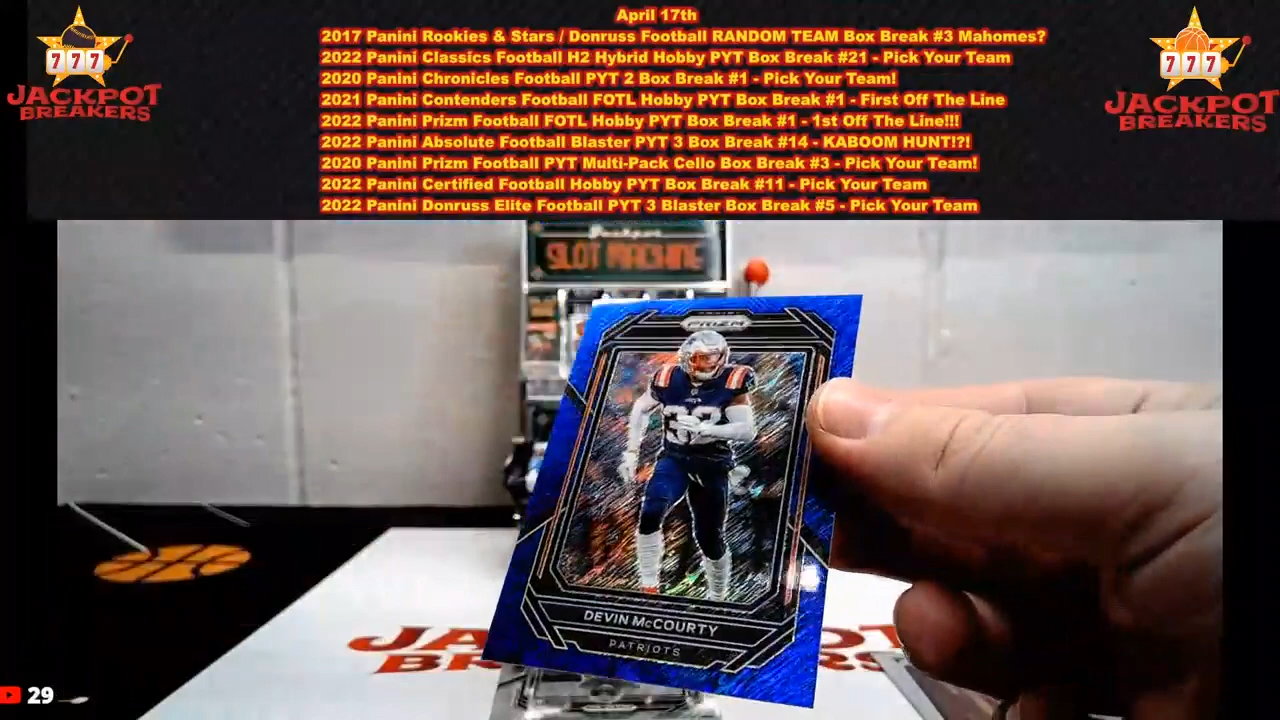 April 17th
2017 Panini Rookies & Stars / Donruss Football RANDOM TEAM Box Break #3 Mahomes?
2022 Panini Classics Football H2 Hybrid Hobby PYT Box Break #21 - Pick Your Team
2020 Panini Chronicles Football PYT 2 Box Break #1 - Pick Your Team!
2021 Panini Contenders Football FOTL Hobby PYT Box Break #1 - First Off The Line
2022 Panini Prizm Football FOTL Hobby PYT Box Break #1 - 1st Off The Line!!!
2022 Panini Absolute Football Blaster PYT 3 Box Break #14 - KABOOM HUNT!?!
2020 Panini Prizm Football PYT Multi-Pack Cello Box Break #3 - Pick Your Team!
2022 Panini Certified Football Hobby PYT Box Break #11 - Pick Your Team
2022 Panini Donruss Elite Football PYT 3 Blaster Box Break #5 - Pick Your Team
777
JACKPOT
BREAKERS
777
JACKPOT
BREAKERS
SLOT MACHINE
PANINI
PRIZM
32
DEVIN McCOURTY
PATRIOTS
29